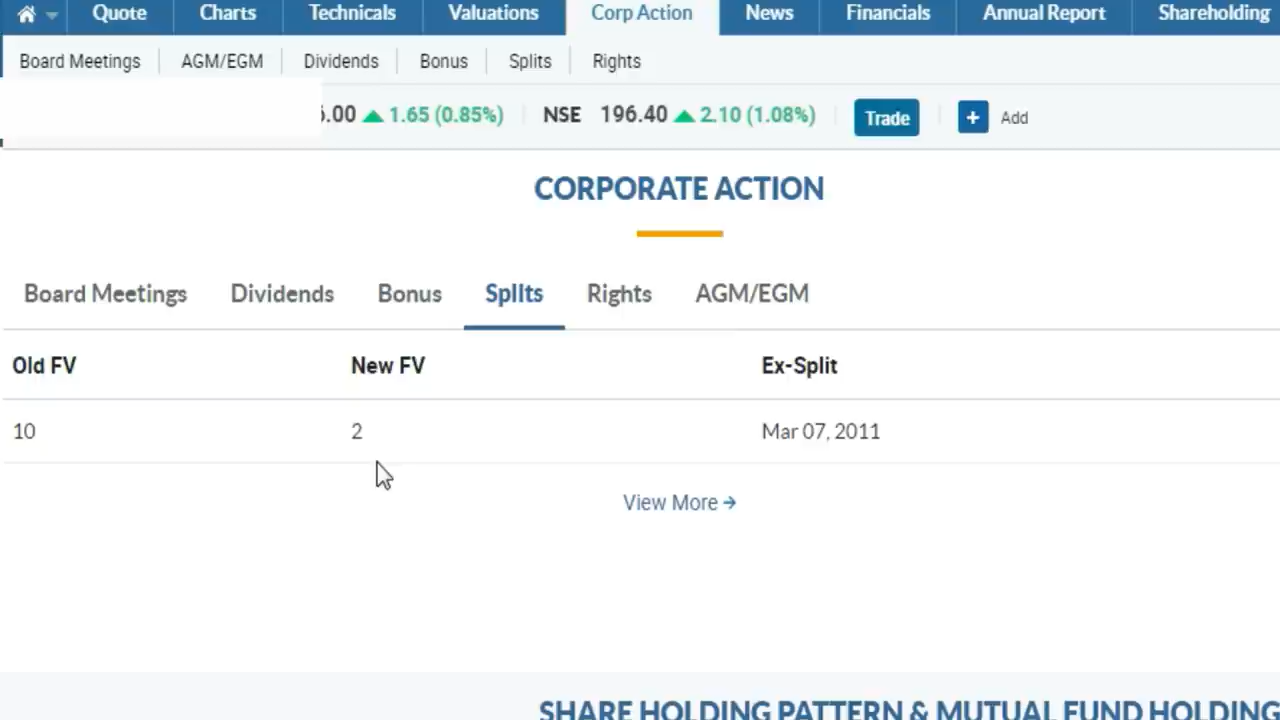 Quote Charts Technicals Valuations Corp Action News Financials Annual Report Shareholding
Board Meetings AGM/EGM Dividends Bonus Splits Rights
.00 1.65 (0.85%) NSE 196.40 2.10 (1.08%) Trade + Add
CORPORATE ACTION
Board Meetings Dividends Bonus Splits Rights AGM/EGM
Old FV New FV Ex-Split
10 2 Mar 07, 2011
View More →
SHARE HOLDING PATTERN & MUTUAL FUND HOLDING